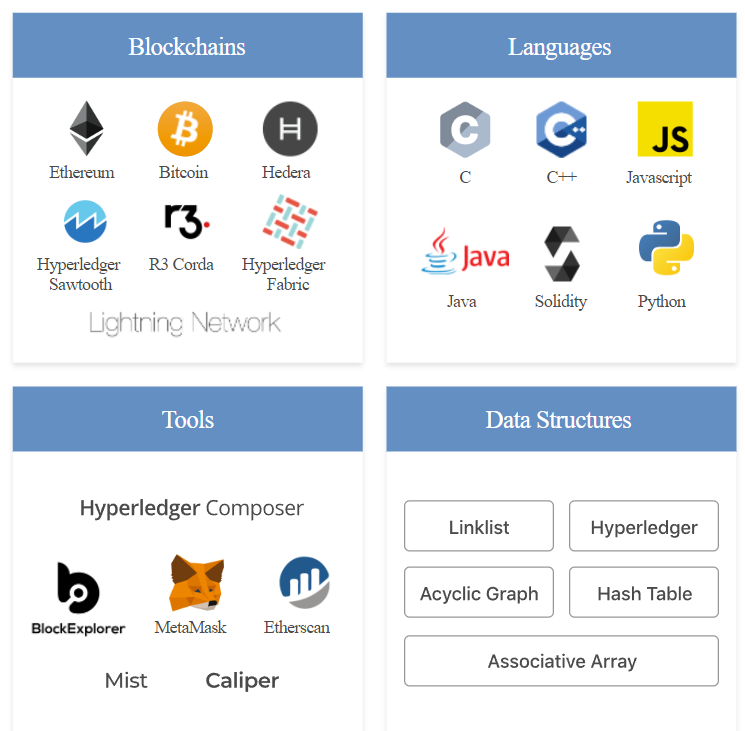 Blockchains
Ethereum
Bitcoin
Hedera
r3.
Hyperledger
Sawtooth
R3 Corda
Hyperledger
Fabric
Lightning Network
Languages
C
C++
JS
C
C++
Javascript
Java
Java
Solidity
Python
Tools
Hyperledger Composer
BlockExplorer
MetaMask
Etherscan
Mist
Caliper
Data Structures
Linklist
Hyperledger
Acyclic Graph
Hash Table
Associative Array